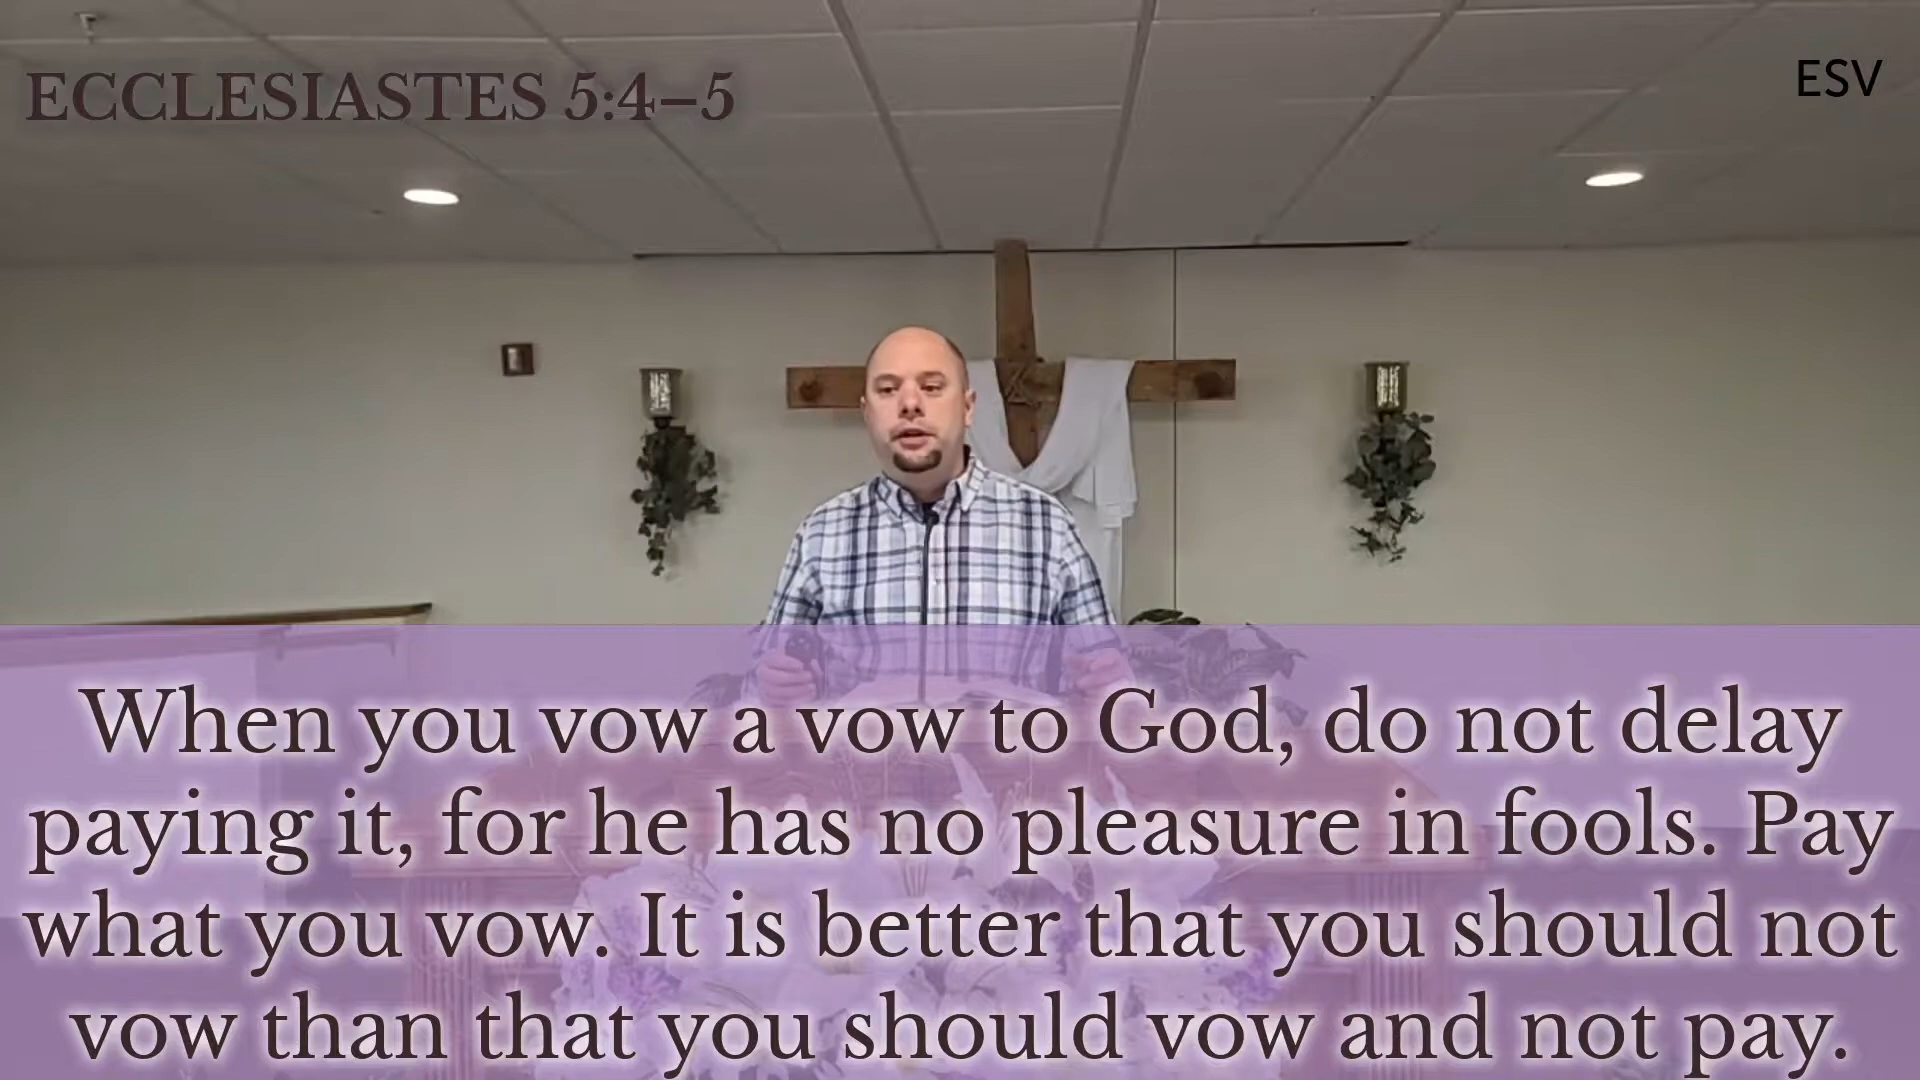 ECCLESIASTES 5:4–5
ESV
When you vow a vow to God, do not delay
paying it, for he has no pleasure in fools. Pay
what you vow. It is better that you should not
vow than that you should vow and not pay.